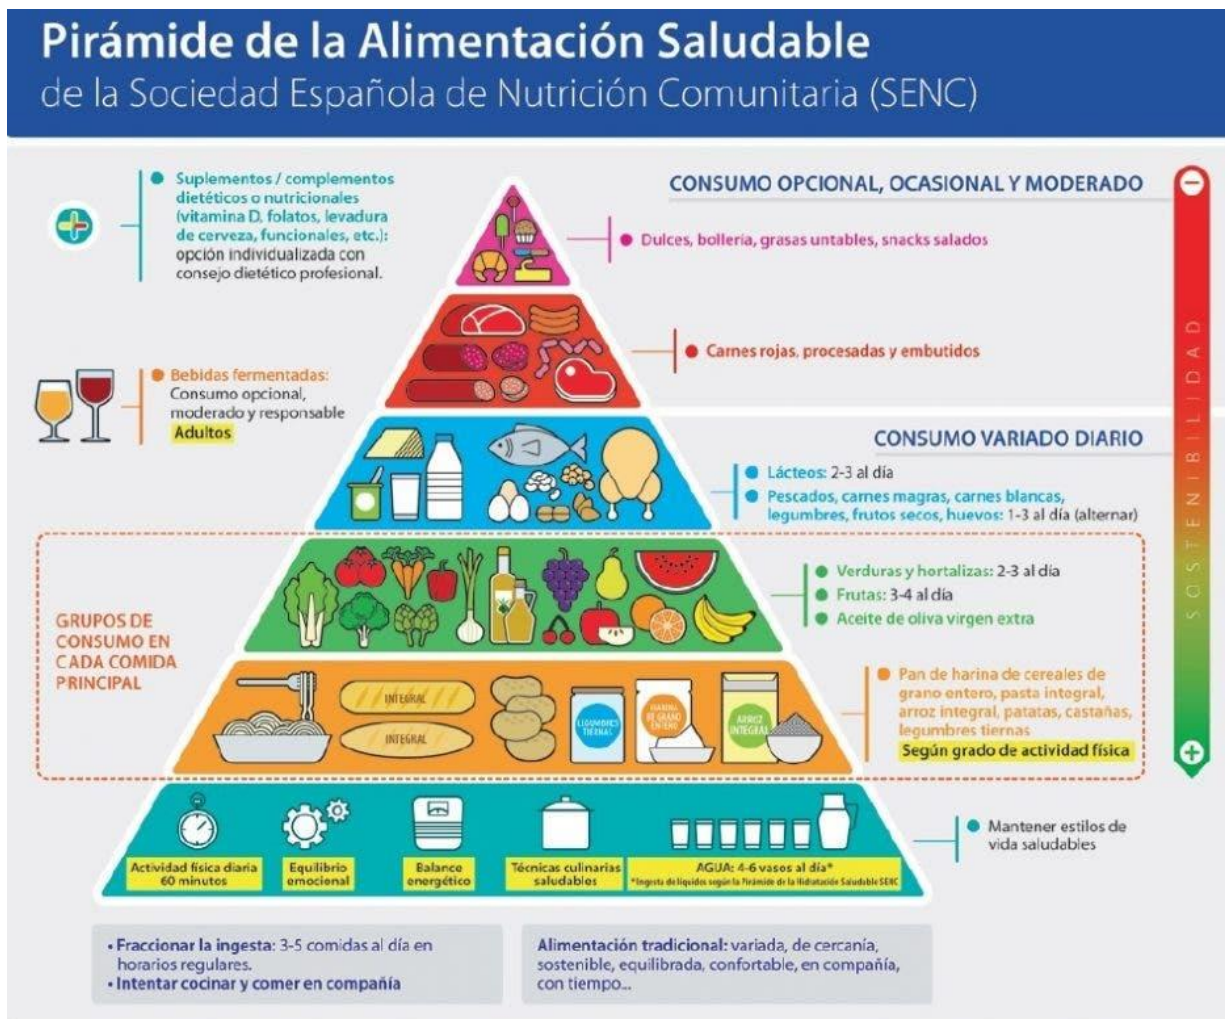 Pirámide de la Alimentación Saludable
de la Sociedad Española de Nutrición Comunitaria (SENC)
Suplementos / complementos
dietéticos o nutricionales
(vitamina D, folatos, levadura
de cerveza, funcionales, etc.):
opción individualizada con
consejo dietético profesional.
CONSUMO OPCIONAL, OCASIONAL Y MODERADO
Dulces, bollería, grasas untables, snacks salados
Carnes rojas, procesadas y embutidos
Bebidas fermentadas:
Consumo opcional,
moderado y responsable
Adultos
CONSUMO VARIADO DIARIO
Lácteos: 2-3 al día
Pescados, carnes magras, carnes blancas,
legumbres, frutos secos, huevos: 1-3 al día (alternar)
SOSTENIBILIDAD
GRUPOS DE
CONSUMO EN
CADA COMIDA
PRINCIPAL
Verduras y hortalizas: 2-3 al día
Frutas: 3-4 al día
Aceite de oliva virgen extra
INTEGRAL
INTEGRAL
LEGUMBRES
TIERNAS
HARINA
DE GRANO
ENTERO
ARROZ
INTEGRAL
Pan de harina de cereales de
grano entero, pasta integral,
arroz integral, patatas, castañas,
legumbres tiernas
Según grado de actividad física
Actividad física diaria
60 minutos
Equilibrio
emocional
Balance
energético
Técnicas culinarias
saludables
AGUA: 4-6 vasos al día*
*Ingesta de líquidos según la Pirámide de la Hidratación Saludable SENC
Mantener estilos de
vida saludables
• Fraccionar la ingesta: 3-5 comidas al día en
horarios regulares.
• Intentar cocinar y comer en compañía
Alimentación tradicional: variada, de cercanía,
sostenible, equilibrada, confortable, en compañía,
con tiempo...